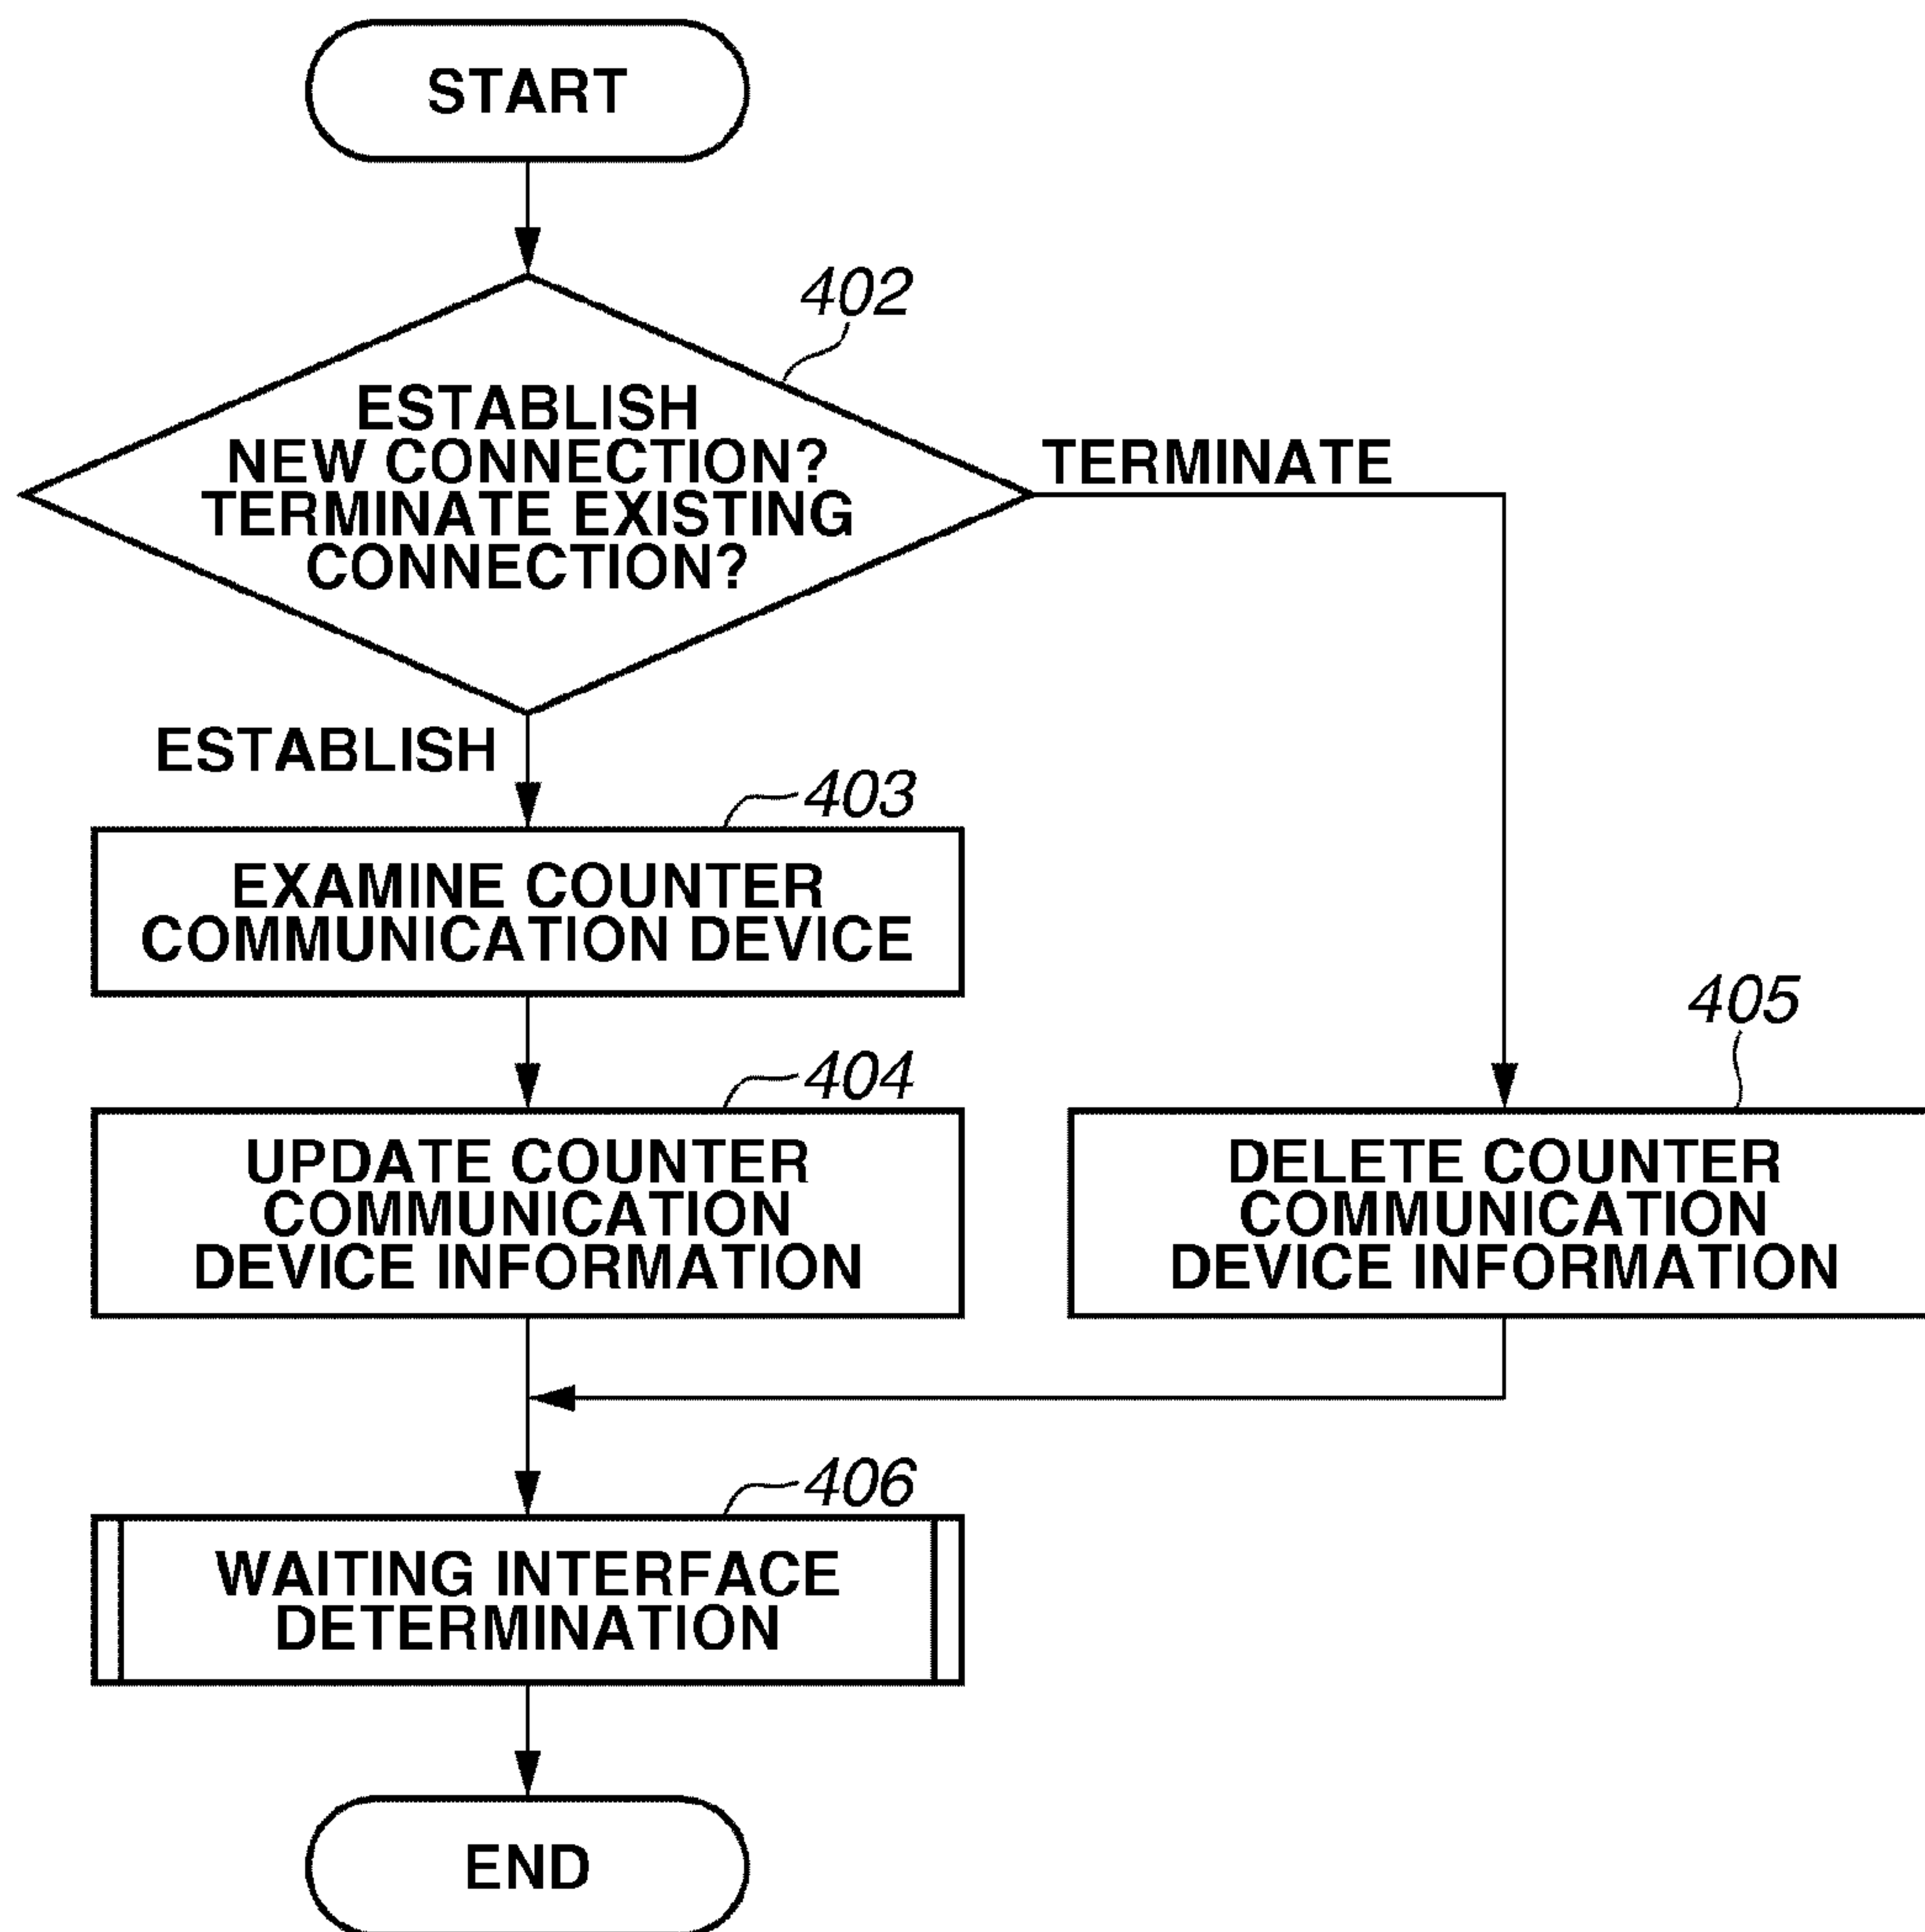 START
402
ESTABLISH
NEW CONNECTION?
TERMINATE EXISTING
CONNECTION?
TERMINATE
ESTABLISH
403
EXAMINE COUNTER
COMMUNICATION DEVICE
404
UPDATE COUNTER
COMMUNICATION
DEVICE INFORMATION
405
DELETE COUNTER
COMMUNICATION
DEVICE INFORMATION
406
WAITING INTERFACE
DETERMINATION
END